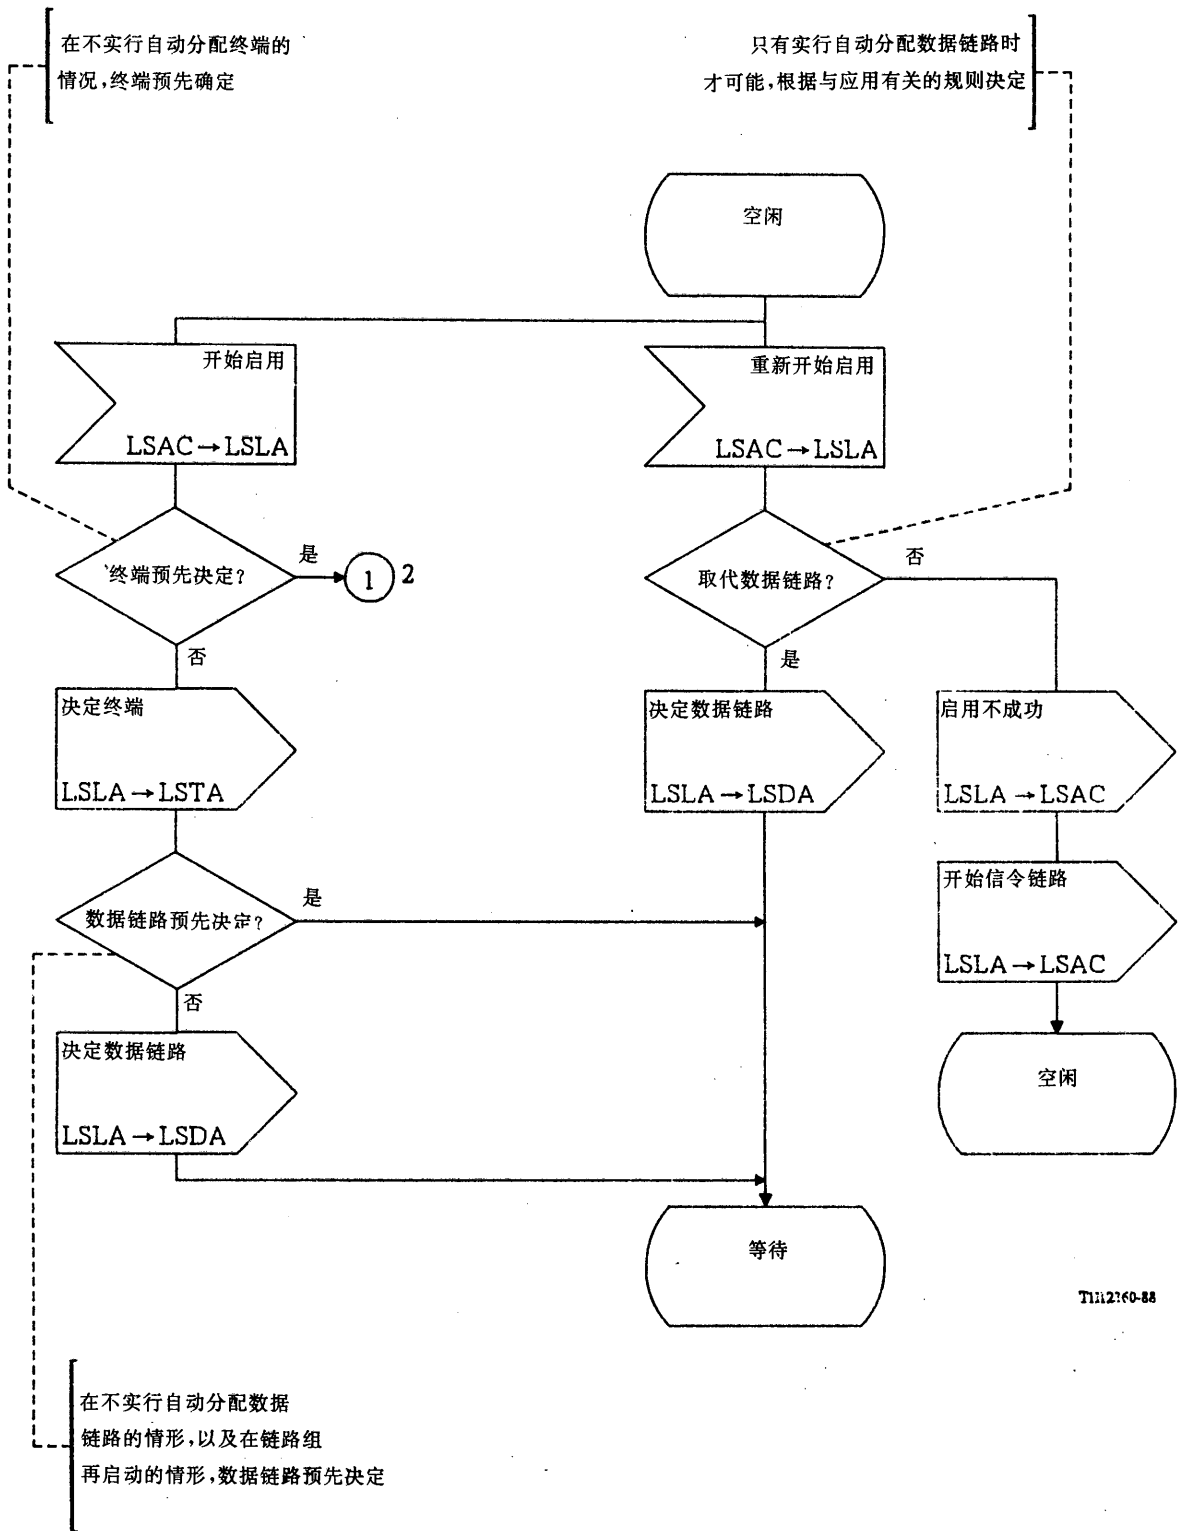 在不实行自动分配终端的
情况,终端预先确定
只有实行自动分配数据链路时
才可能,根据与应用有关的规则决定
空闲
开始启用
LSAC→LSLA
重新开始启用
LSAC→LSLA
终端预先决定?
是
1
2
否
取代数据链路?
否
是
决定终端
LSLA→LSTA
决定数据链路
LSLA→LSDA
启用不成功
LSLA→LSAC
数据链路预先决定?
是
否
开始信令链路
LSLA→LSAC
决定数据链路
LSLA→LSDA
空闲
等待
在不实行自动分配数据
链路的情形,以及在链路组
再启动的情形,数据链路预先决定